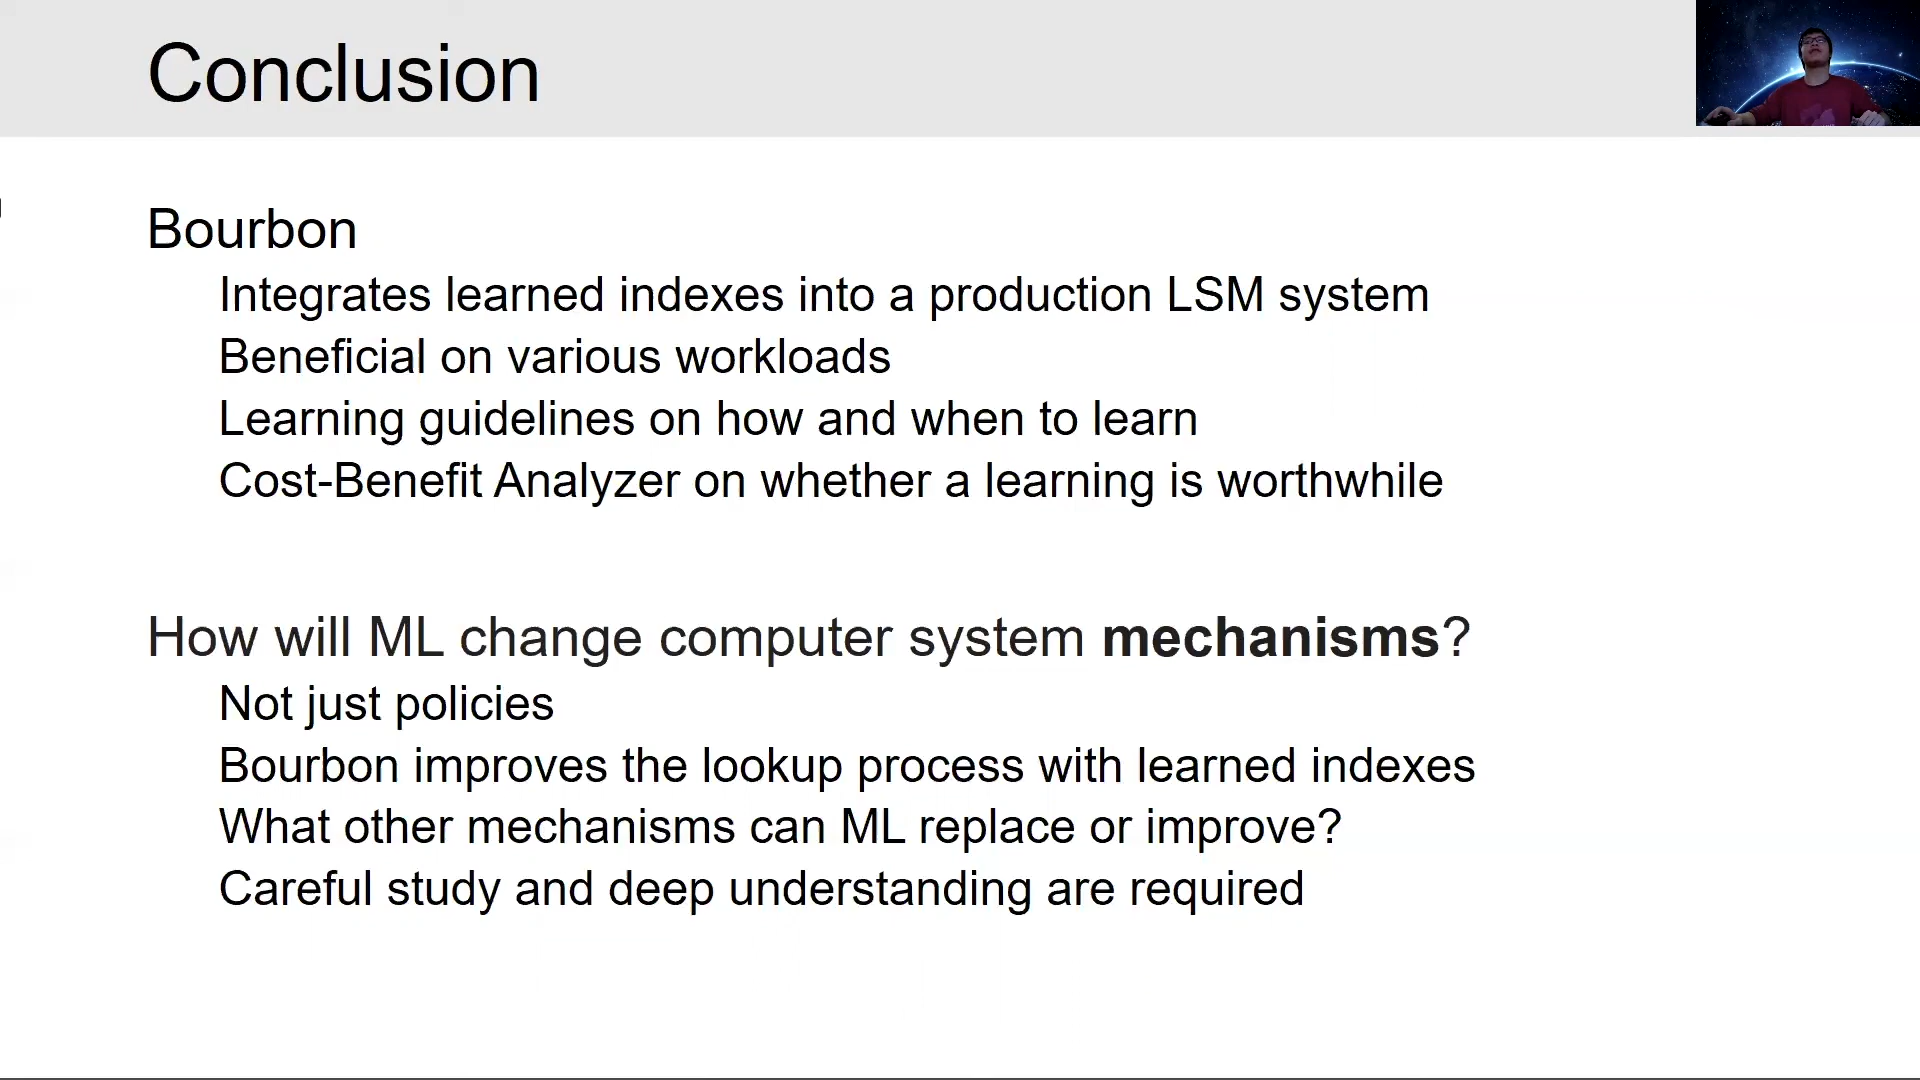 Conclusion
Bourbon
Integrates learned indexes into a production LSM system
Beneficial on various workloads
Learning guidelines on how and when to learn
Cost-Benefit Analyzer on whether a learning is worthwhile
How will ML change computer system mechanisms?
Not just policies
Bourbon improves the lookup process with learned indexes
What other mechanisms can ML replace or improve?
Careful study and deep understanding are required